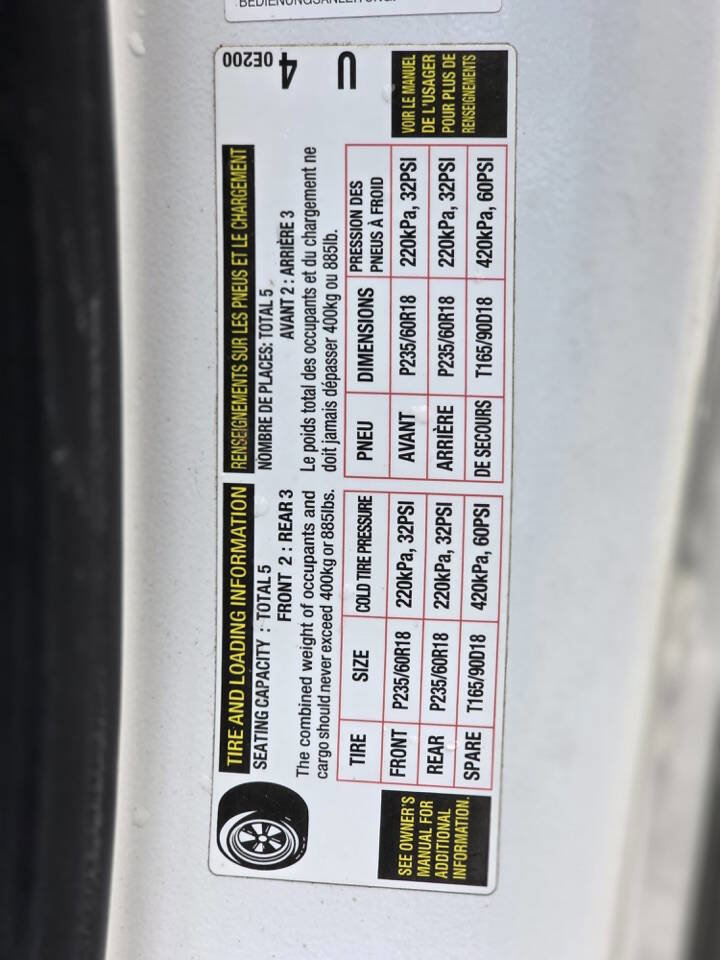 BEDIENUNGSANLEITUNG.
TIRE AND LOADING INFORMATION
SEATING CAPACITY : TOTAL 5
FRONT 2 : REAR 3
The combined weight of occupants and
cargo should never exceed 400kg or 885lbs.
TIRE SIZE COLD TIRE PRESSURE
FRONT P235/60R18 220kPa, 32PSI
REAR P235/60R18 220kPa, 32PSI
SPARE T165/90D18 420kPa, 60PSI
SEE OWNER'S
MANUAL FOR
ADDITIONAL
INFORMATION.
RENSEIGNEMENTS SUR LES PNEUS ET LE CHARGEMENT
NOMBRE DE PLACES: TOTAL 5
AVANT 2 : ARRIÈRE 3
Le poids total des occupants et du chargement ne
doit jamais dépasser 400kg ou 885lb.
PNEU DIMENSIONS PRESSION DES
PNEUS À FROID
AVANT P235/60R18 220kPa, 32PSI
ARRIÈRE P235/60R18 220kPa, 32PSI
DE SECOURS T165/90D18 420kPa, 60PSI
0E200
4
U
VOIR LE MANUEL
DE L'USAGER
POUR PLUS DE
RENSEIGNEMENTS